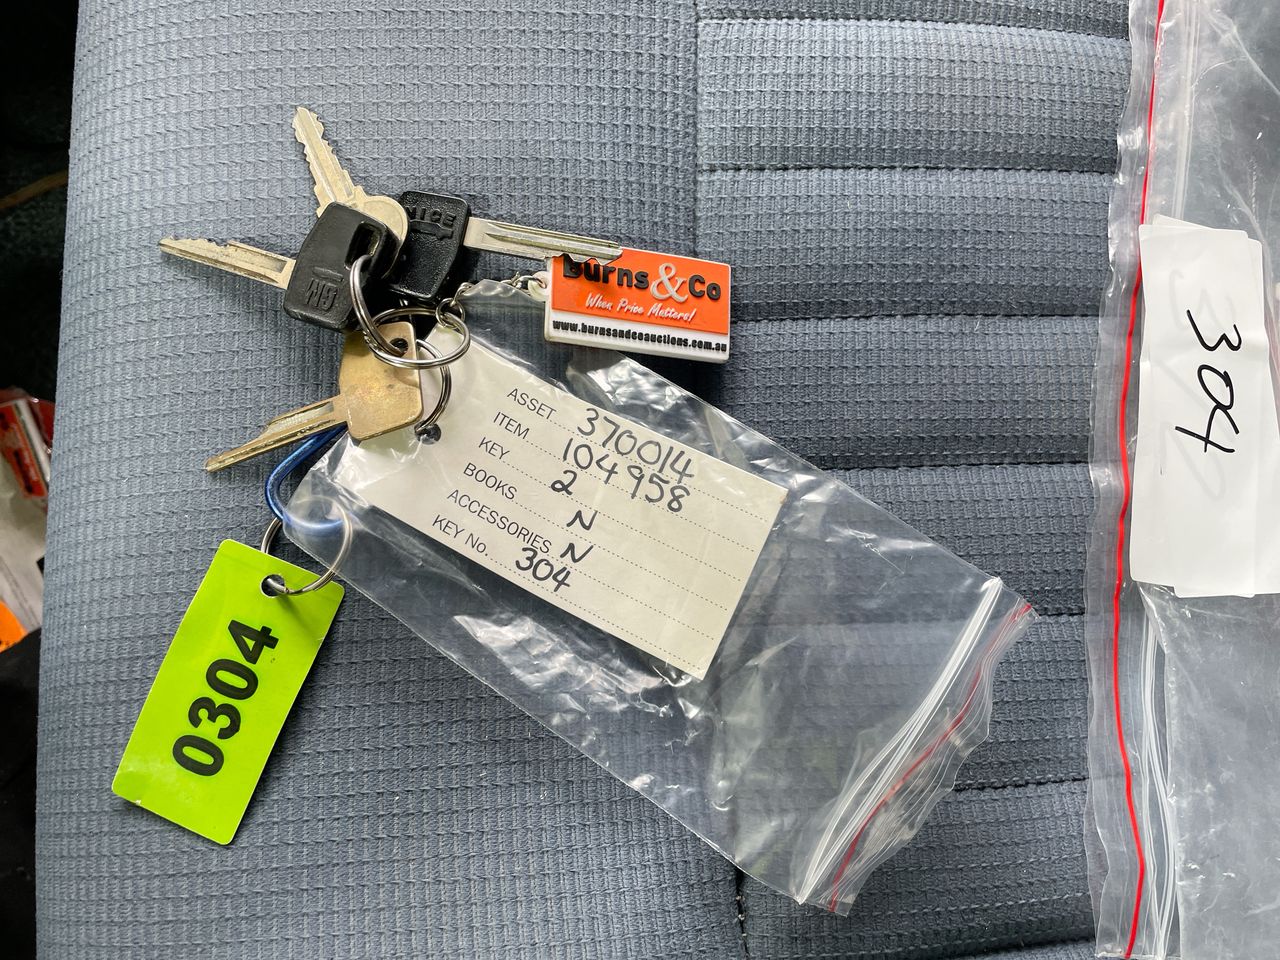 Burns & Co
When Price Matters!
www.burnsandcoauctions.com.au
ASSET 370014
ITEM 104958
KEY 2
BOOKS N
ACCESSORIES N
KEY No. 304
0304
304
GM